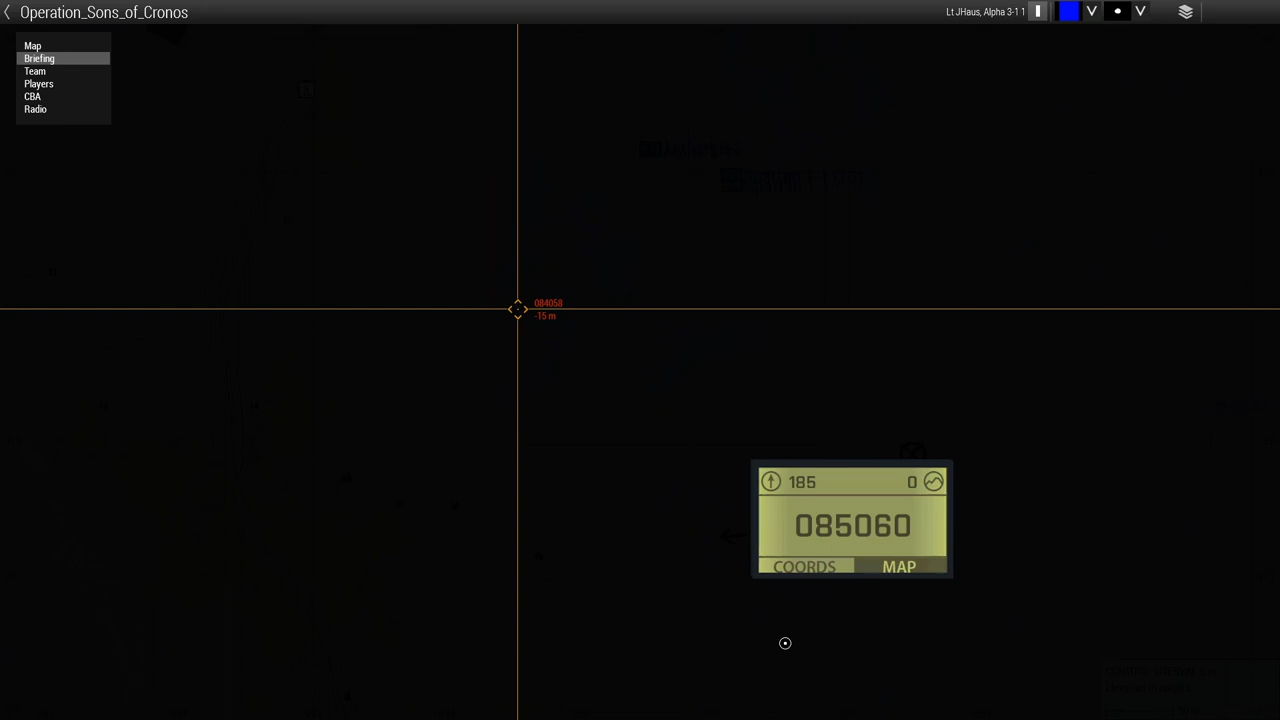 Operation_Sons_of_Cronos
Lt JHaus, Alpha 3-1 1
Map
Briefing
Team
Players
CBA
Radio
084058
-15 m
185 0
085060
COORDS MAP